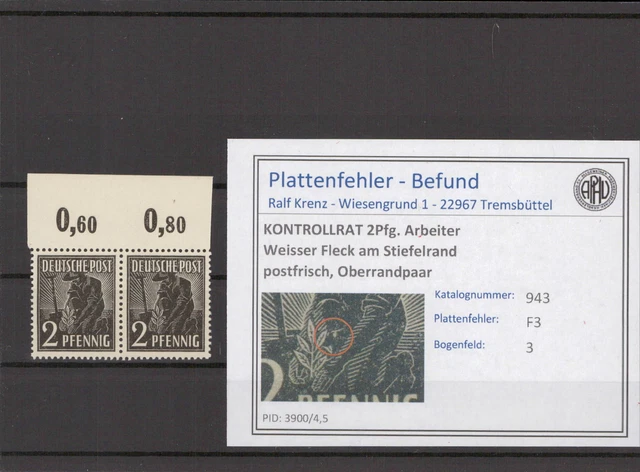 0,60 0,80
DEUTSCHE POST DEUTSCHE POST
2 PFENNIG 2 PFENNIG
Plattenfehler - Befund
Ralf Krenz - Wiesengrund 1 - 22967 Tremsbüttel
KONTROLLRAT 2Pfg. Arbeiter
Weisser Fleck am Stiefelrand
postfrisch, Oberrandpaar
Katalognummer: 943
Plattenfehler: F3
Bogenfeld: 3
2 PFENNIG
PID: 3900/4,5